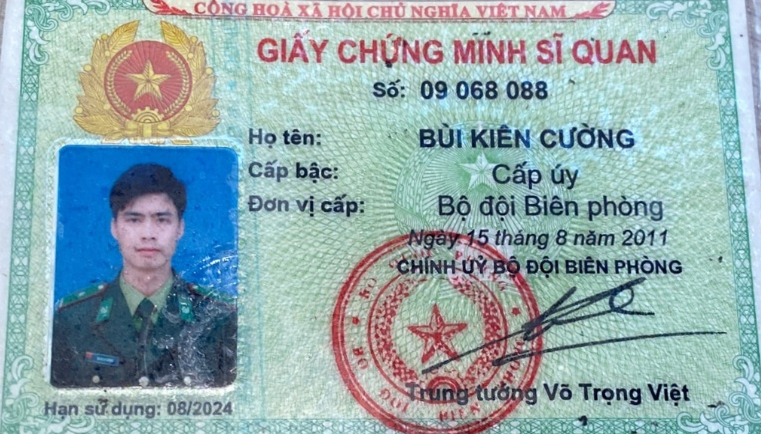 CỘNG HOÀ XÃ HỘI CHỦ NGHĨA VIỆT NAM
GIẤY CHỨNG MINH SĨ QUAN
Số: 09 068 088
Họ tên: BÙI KIÊN CƯỜNG
Cấp bậc: Cấp úy
Đơn vị cấp: Bộ đội Biên phòng
Ngày 15 tháng 8 năm 2011
CHÍNH UỶ BỘ ĐỘI BIÊN PHÒNG
Trung tướng Võ Trọng Việt
Hạn sử dụng: 08/2024